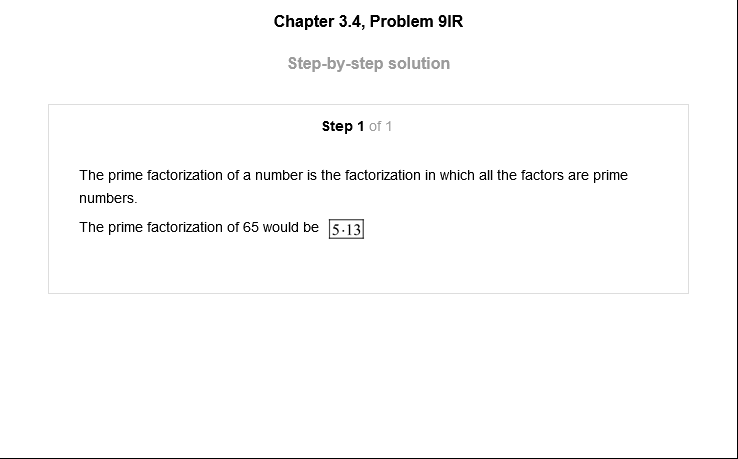 Chapter 3.4, Problem 9IR
Step-by-step solution
Step 1 of 1
The prime factorization of a number is the factorization in which all the factors are prime
numbers.
The prime factorization of 65 would be 5·13